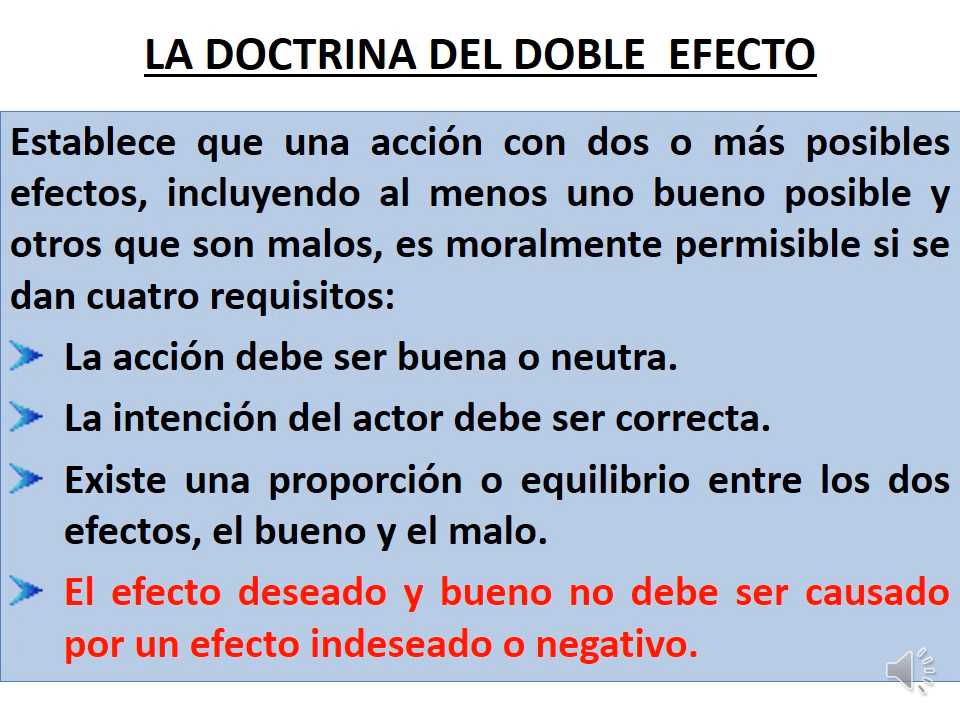 LA DOCTRINA DEL DOBLE EFECTO
Establece que una acción con dos o más posibles
efectos, incluyendo al menos uno bueno posible y
otros que son malos, es moralmente permisible si se
dan cuatro requisitos:
La acción debe ser buena o neutra.
La intención del actor debe ser correcta.
Existe una proporción o equilibrio entre los dos
efectos, el bueno y el malo.
El efecto deseado y bueno no debe ser causado
por un efecto indeseado o negativo.